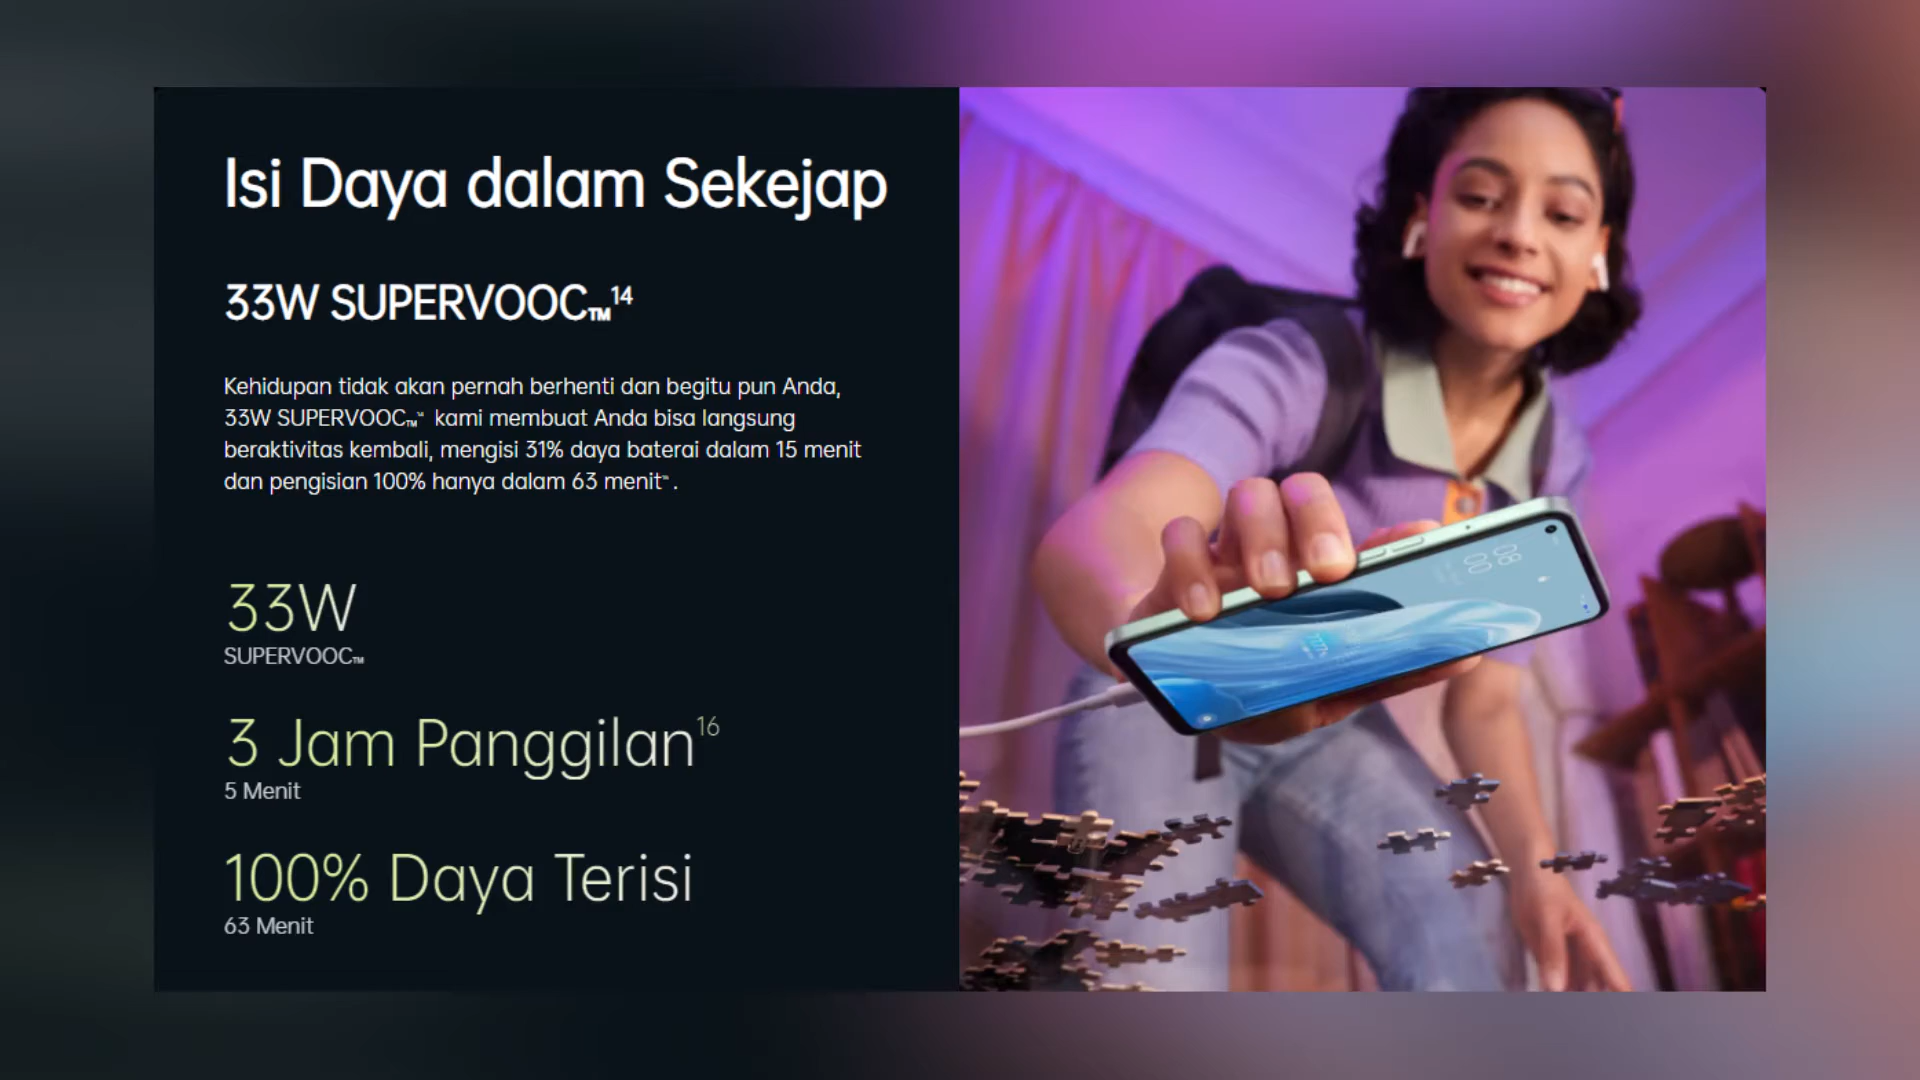 Isi Daya dalam Sekejap
33W SUPERVOOC™14
Kehidupan tidak akan pernah berhenti dan begitu pun Anda,
33W SUPERVOOC™ kami membuat Anda bisa langsung
beraktivitas kembali, mengisi 31% daya baterai dalam 15 menit
dan pengisian 100% hanya dalam 63 menit .
33W
SUPERVOOC™
3 Jam Panggilan16
5 Menit
100% Daya Terisi
63 Menit
08
00